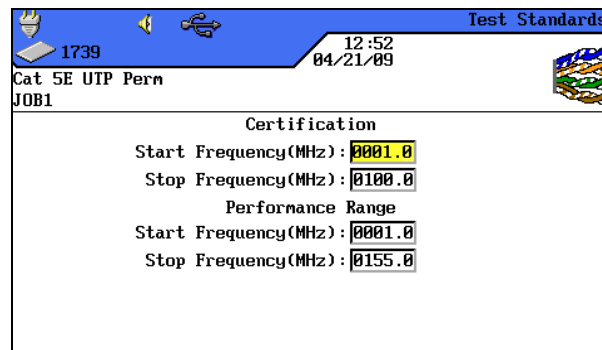 Test Standards
1739
12:52
04/21/09
Cat 5E UTP Perm
JOB1
Certification
Start Frequency(MHz): 0001.0
Stop Frequency(MHz): 0100.0
Performance Range
Start Frequency(MHz): 0001.0
Stop Frequency(MHz): 0155.0